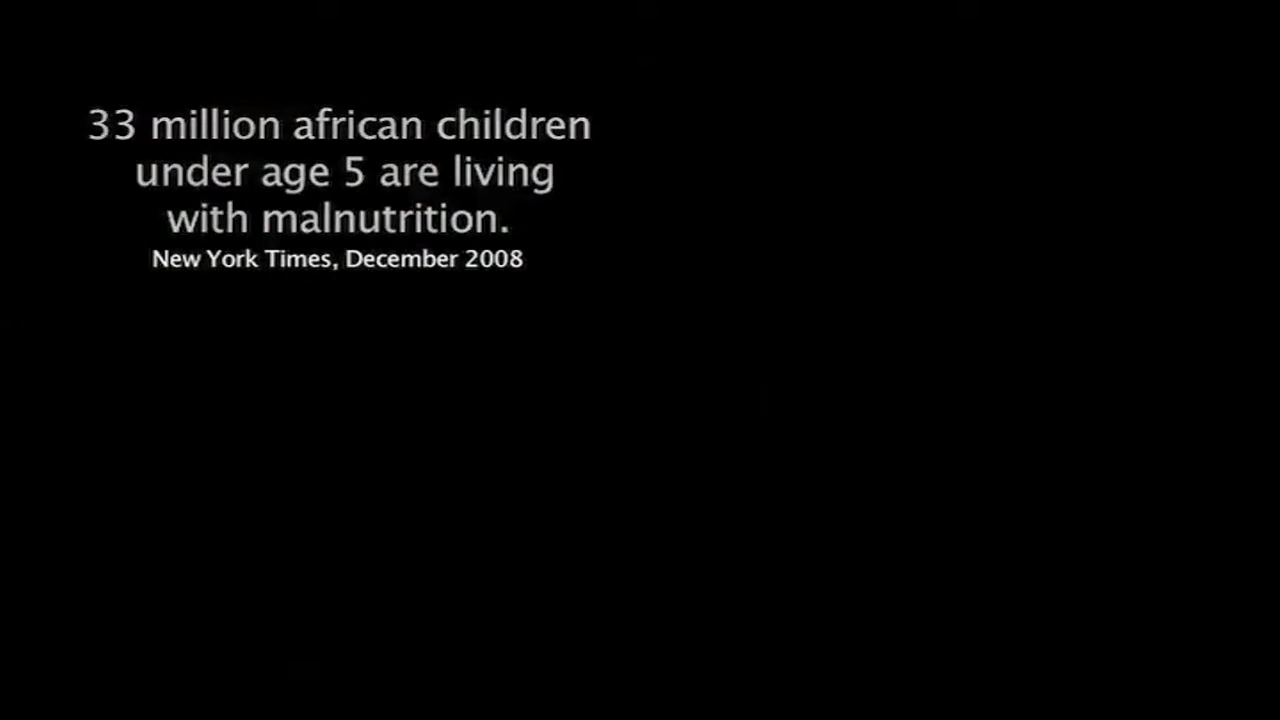 33 million african children
under age 5 are living
with malnutrition.
New York Times, December 2008